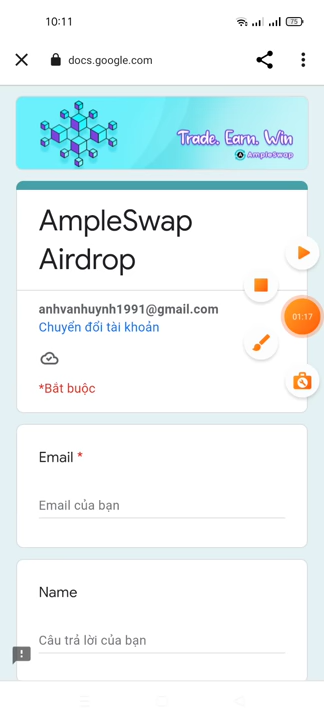 10:11
75
docs.google.com
Trade. Earn. Win
AmpleSwap
AmpleSwap
Airdrop
anhvanhuynh1991@gmail.com
Chuyển đổi tài khoản
*Bắt buộc
01:17
Email *
Email của bạn
Name
Câu trả lời của bạn